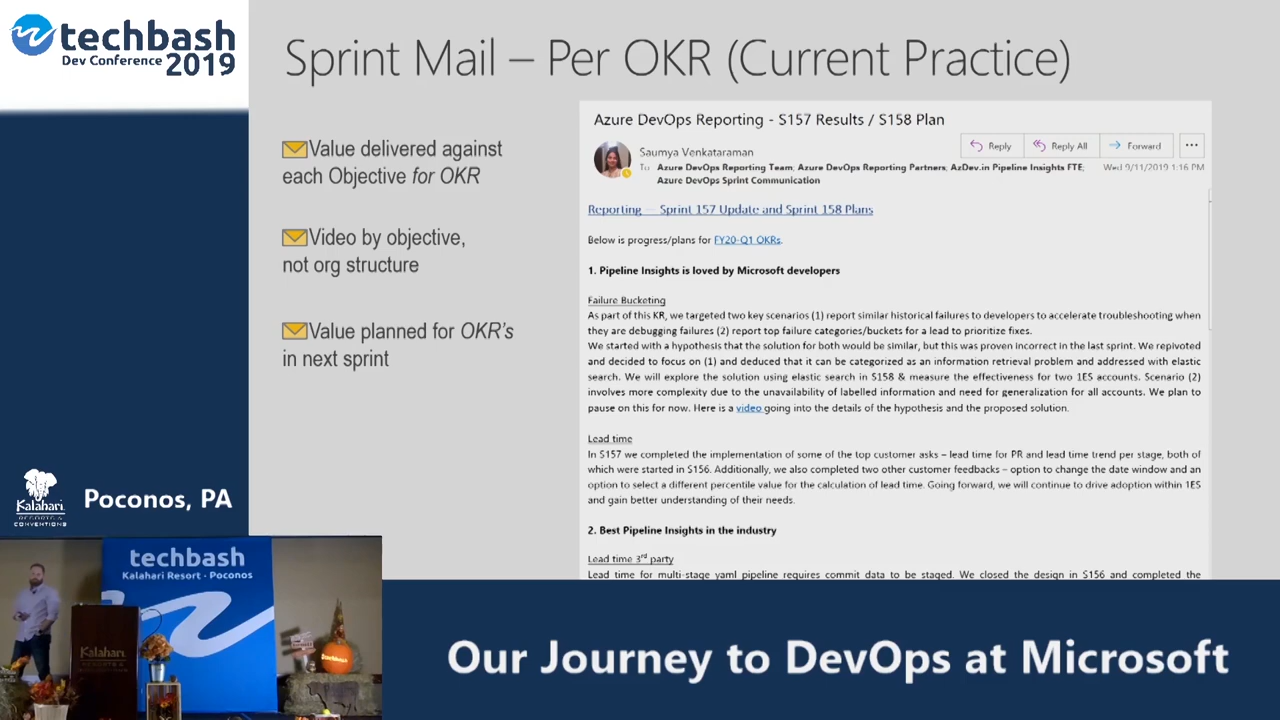 techbash
Dev Conference 2019
Sprint Mail – Per OKR (Current Practice)
Value delivered against
each Objective for OKR
Video by objective,
not org structure
Value planned for OKR's
in next sprint
Azure DevOps Reporting - S157 Results / S158 Plan
Saumya Venkataraman
Reply
Reply All
Forward
To Azure DevOps Reporting Team; Azure DevOps Reporting Partners; AzDev.in Pipeline Insights FTE;
Azure DevOps Sprint Communication
Wed 9/11/2019 1:16 PM
Reporting — Sprint 157 Update and Sprint 158 Plans
Below is progress/plans for FY20-Q1 OKRs.
1. Pipeline Insights is loved by Microsoft developers
Failure Bucketing
As part of this KR, we targeted two key scenarios (1) report similar historical failures to developers to accelerate troubleshooting when
they are debugging failures (2) report top failure categories/buckets for a lead to prioritize fixes.
We started with a hypothesis that the solution for both would be similar, but this was proven incorrect in the last sprint. We repivoted
and decided to focus on (1) and deduced that it can be categorized as an information retrieval problem and addressed with elastic
search. We will explore the solution using elastic search in S158 & measure the effectiveness for two 1ES accounts. Scenario (2)
involves more complexity due to the unavailability of labelled information and need for generalization for all accounts. We plan to
pause on this for now. Here is a video going into the details of the hypothesis and the proposed solution.
Lead time
In S157 we completed the implementation of some of the top customer asks – lead time for PR and lead time trend per stage, both of
which were started in S156. Additionally, we also completed two other customer feedbacks – option to change the date window and an
option to select a different percentile value for the calculation of lead time. Going forward, we will continue to drive adoption within 1ES
and gain better understanding of their needs.
2. Best Pipeline Insights in the industry
Lead time 3rd party
Lead time for multi-stage yaml pipeline requires commit data to be staged. We closed the design in S156 and completed the
Kalahari
RESORTS &
CONVENTIONS
Poconos, PA
techbash
Kalahari Resort · Poconos
Kalahari
Our Journey to DevOps at Microsoft